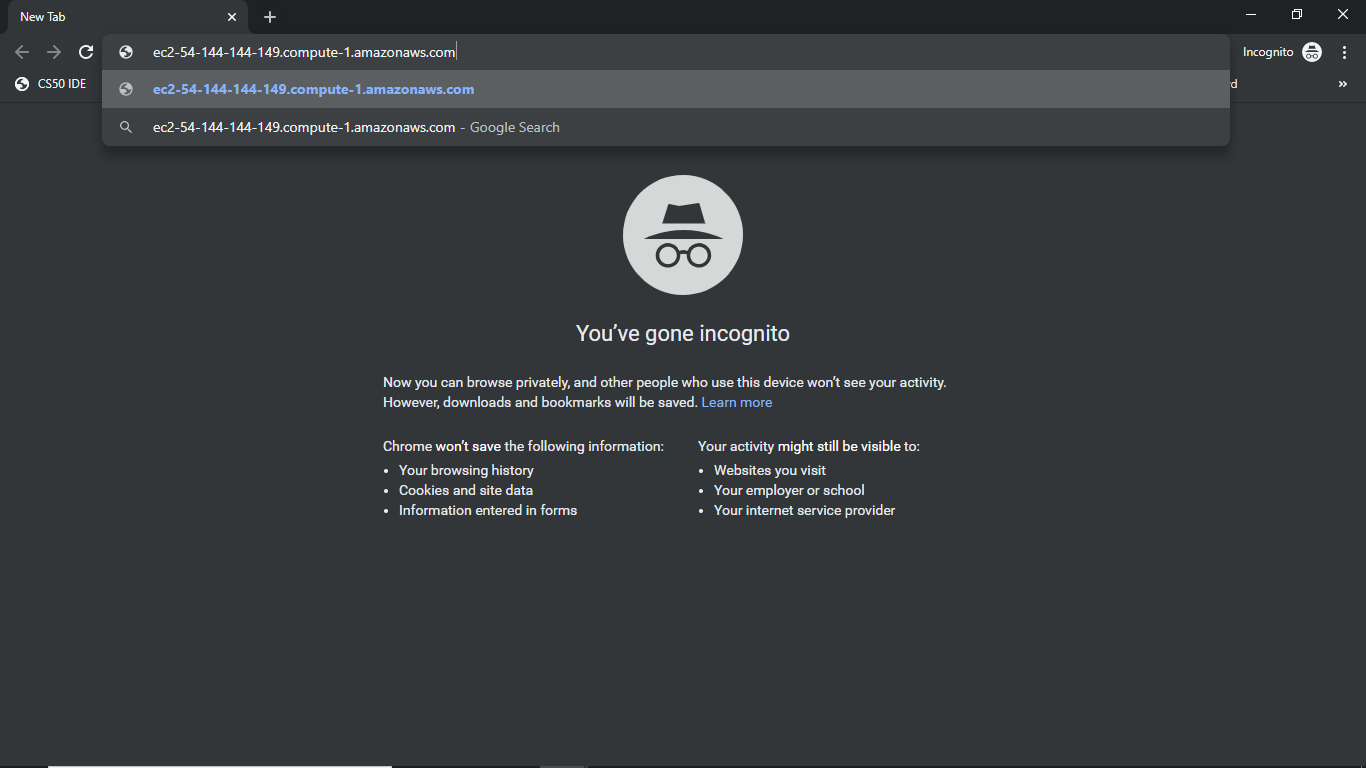 New Tab
ec2-54-144-144-149.compute-1.amazonaws.com
Incognito
CS50 IDE
ec2-54-144-144-149.compute-1.amazonaws.com
ec2-54-144-144-149.compute-1.amazonaws.com - Google Search
You've gone incognito
Now you can browse privately, and other people who use this device won't see your activity.
However, downloads and bookmarks will be saved. Learn more
Chrome won't save the following information:
• Your browsing history
• Cookies and site data
• Information entered in forms
Your activity might still be visible to:
• Websites you visit
• Your employer or school
• Your internet service provider